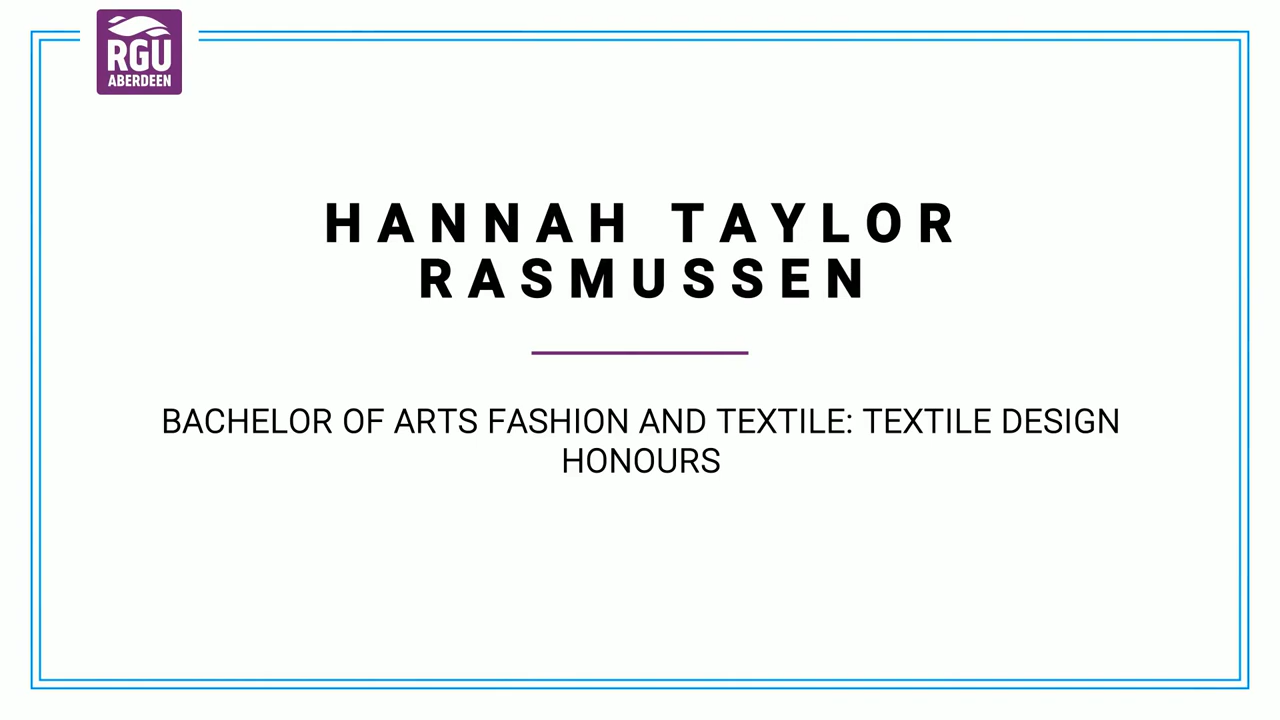 RGU
ABERDEEN
HANNAH TAYLOR
RASMUSSEN
BACHELOR OF ARTS FASHION AND TEXTILE: TEXTILE DESIGN
HONOURS